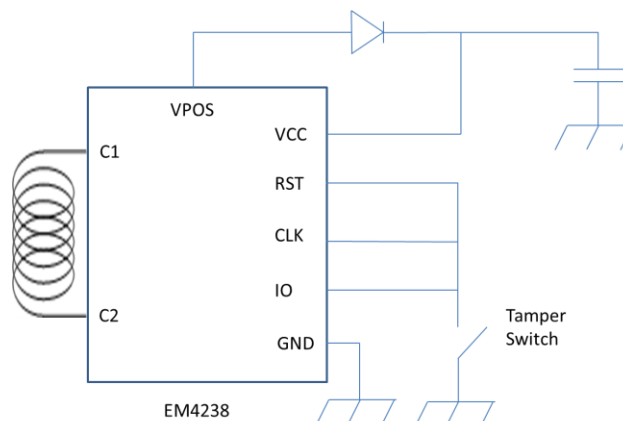 VPOS
VCC
C1
RST
CLK
IO
C2
Tamper
Switch
GND
EM4238